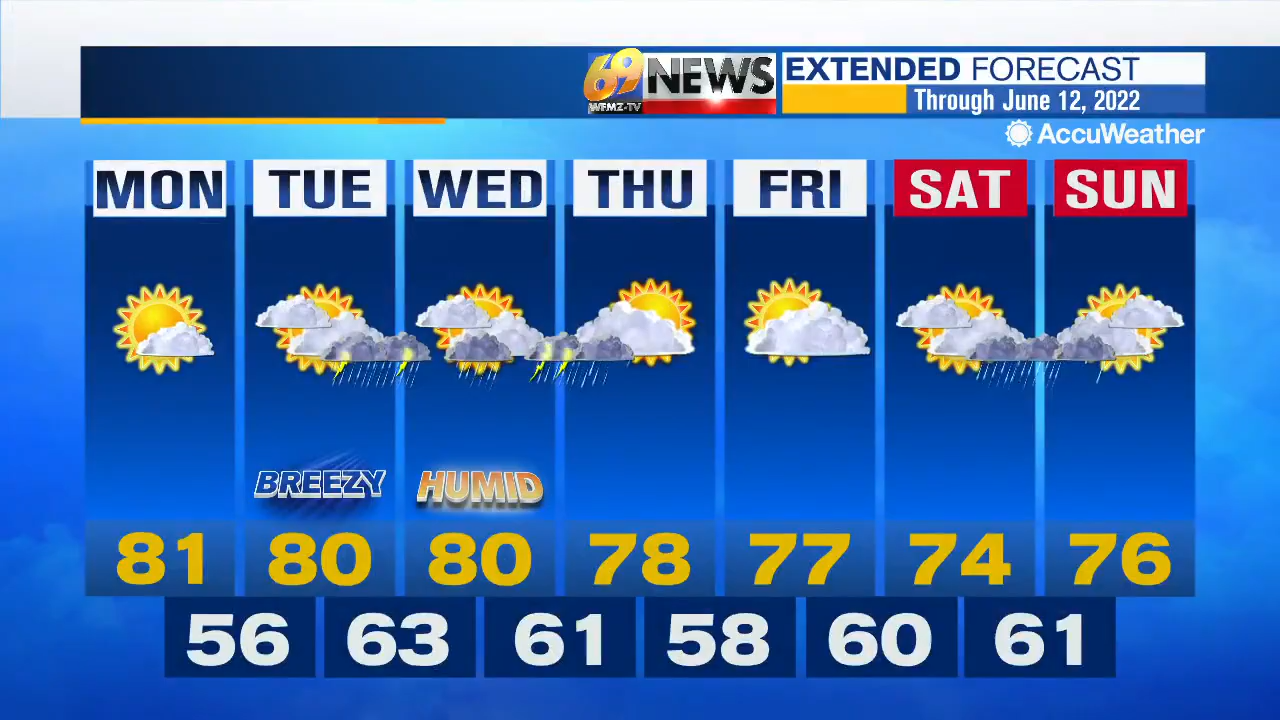 69 NEWS
WFMZ-TV
EXTENDED FORECAST
Through June 12, 2022
AccuWeather
MON TUE WED THU FRI SAT SUN
BREEZY HUMID
81 80 80 78 77 74 76
56 63 61 58 60 61